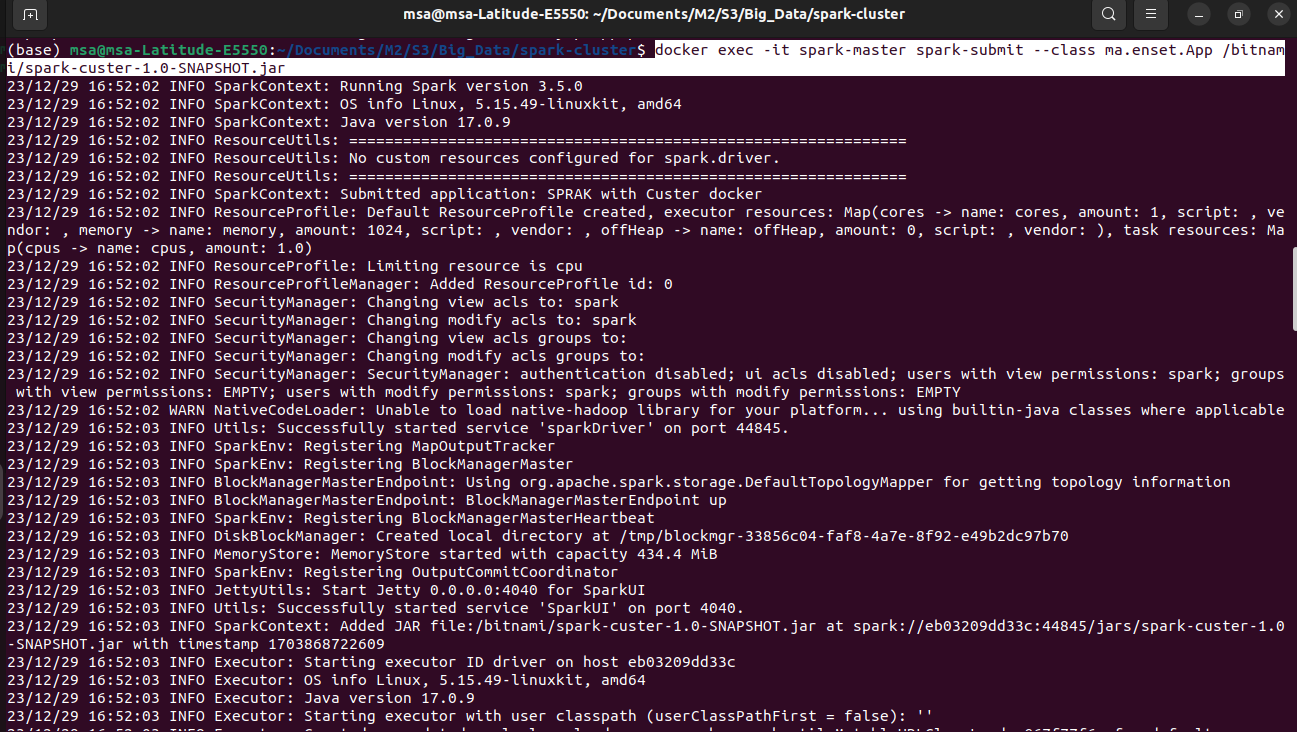 msa@msa-Latitude-E5550: ~/Documents/M2/S3/Big_Data/spark-cluster
(base) msa@msa-Latitude-E5550:~/Documents/M2/S3/Big_Data/spark-cluster$ docker exec -it spark-master spark-submit --class ma.enset.App /bitnam
i/spark-custer-1.0-SNAPSHOT.jar
23/12/29 16:52:02 INFO SparkContext: Running Spark version 3.5.0
23/12/29 16:52:02 INFO SparkContext: OS info Linux, 5.15.49-linuxkit, amd64
23/12/29 16:52:02 INFO SparkContext: Java version 17.0.9
23/12/29 16:52:02 INFO ResourceUtils: ==============================================================
23/12/29 16:52:02 INFO ResourceUtils: No custom resources configured for spark.driver.
23/12/29 16:52:02 INFO ResourceUtils: ==============================================================
23/12/29 16:52:02 INFO SparkContext: Submitted application: SPRAK with Custer docker
23/12/29 16:52:02 INFO ResourceProfile: Default ResourceProfile created, executor resources: Map(cores -> name: cores, amount: 1, script: , ve
ndor: , memory -> name: memory, amount: 1024, script: , vendor: , offHeap -> name: offHeap, amount: 0, script: , vendor: ), task resources: Ma
p(cpus -> name: cpus, amount: 1.0)
23/12/29 16:52:02 INFO ResourceProfile: Limiting resource is cpu
23/12/29 16:52:02 INFO ResourceProfileManager: Added ResourceProfile id: 0
23/12/29 16:52:02 INFO SecurityManager: Changing view acls to: spark
23/12/29 16:52:02 INFO SecurityManager: Changing modify acls to: spark
23/12/29 16:52:02 INFO SecurityManager: Changing view acls groups to:
23/12/29 16:52:02 INFO SecurityManager: Changing modify acls groups to:
23/12/29 16:52:02 INFO SecurityManager: SecurityManager: authentication disabled; ui acls disabled; users with view permissions: spark; groups
 with view permissions: EMPTY; users with modify permissions: spark; groups with modify permissions: EMPTY
23/12/29 16:52:02 WARN NativeCodeLoader: Unable to load native-hadoop library for your platform... using builtin-java classes where applicable
23/12/29 16:52:03 INFO Utils: Successfully started service 'sparkDriver' on port 44845.
23/12/29 16:52:03 INFO SparkEnv: Registering MapOutputTracker
23/12/29 16:52:03 INFO SparkEnv: Registering BlockManagerMaster
23/12/29 16:52:03 INFO BlockManagerMasterEndpoint: Using org.apache.spark.storage.DefaultTopologyMapper for getting topology information
23/12/29 16:52:03 INFO BlockManagerMasterEndpoint: BlockManagerMasterEndpoint up
23/12/29 16:52:03 INFO SparkEnv: Registering BlockManagerMasterHeartbeat
23/12/29 16:52:03 INFO DiskBlockManager: Created local directory at /tmp/blockmgr-33856c04-faf8-4a7e-8f92-e49b2dc97b70
23/12/29 16:52:03 INFO MemoryStore: MemoryStore started with capacity 434.4 MiB
23/12/29 16:52:03 INFO SparkEnv: Registering OutputCommitCoordinator
23/12/29 16:52:03 INFO JettyUtils: Start Jetty 0.0.0.0:4040 for SparkUI
23/12/29 16:52:03 INFO Utils: Successfully started service 'SparkUI' on port 4040.
23/12/29 16:52:03 INFO SparkContext: Added JAR file:/bitnami/spark-custer-1.0-SNAPSHOT.jar at spark://eb03209dd33c:44845/jars/spark-custer-1.0
-SNAPSHOT.jar with timestamp 1703868722609
23/12/29 16:52:03 INFO Executor: Starting executor ID driver on host eb03209dd33c
23/12/29 16:52:03 INFO Executor: OS info Linux, 5.15.49-linuxkit, amd64
23/12/29 16:52:03 INFO Executor: Java version 17.0.9
23/12/29 16:52:03 INFO Executor: Starting executor with user classpath (userClassPathFirst = false): ''